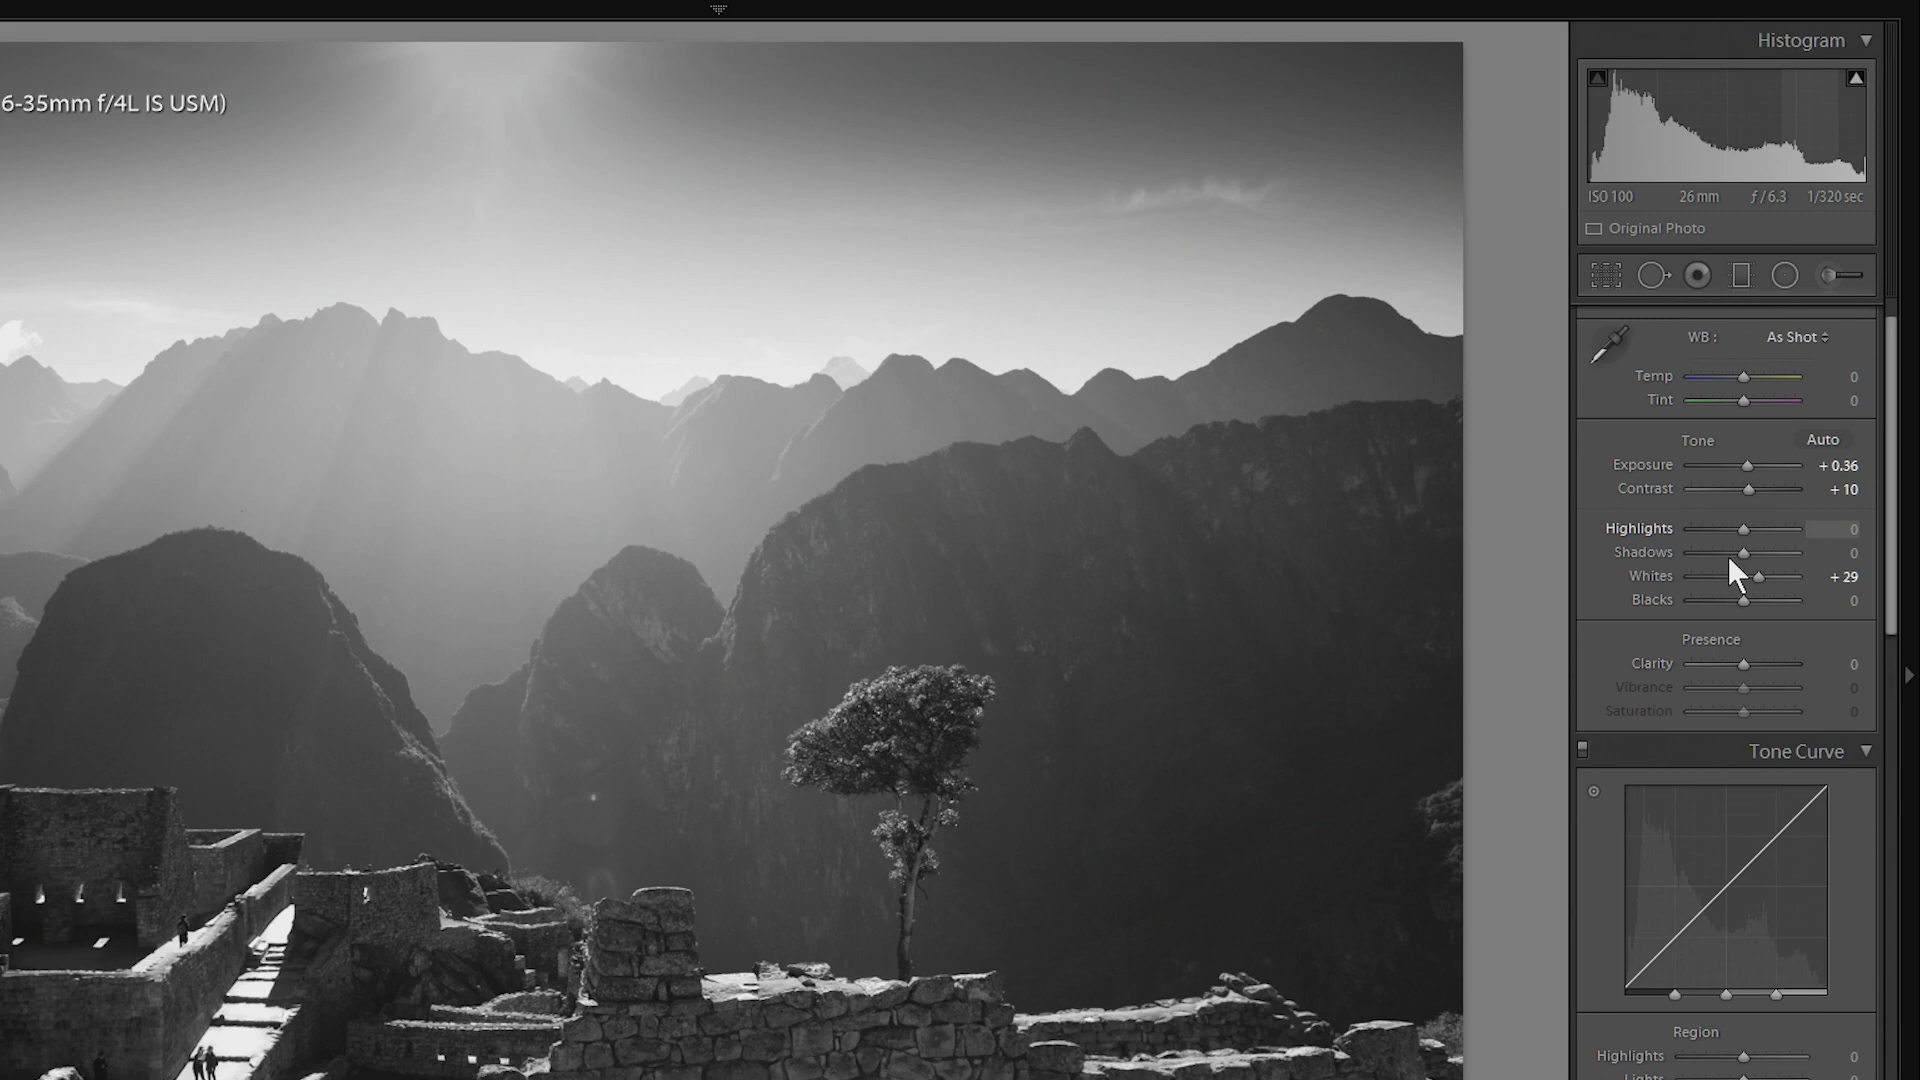 Histogram
6-35mm f/4L IS USM)
ISO 100 26 mm ƒ / 6.3 1/320 sec
Original Photo
WB : As Shot
Temp 0
Tint 0
Tone Auto
Exposure + 0.36
Contrast + 10
Highlights 0
Shadows 0
Whites + 29
Blacks 0
Presence
Clarity 0
Vibrance 0
Saturation 0
Tone Curve
Region
Highlights 0